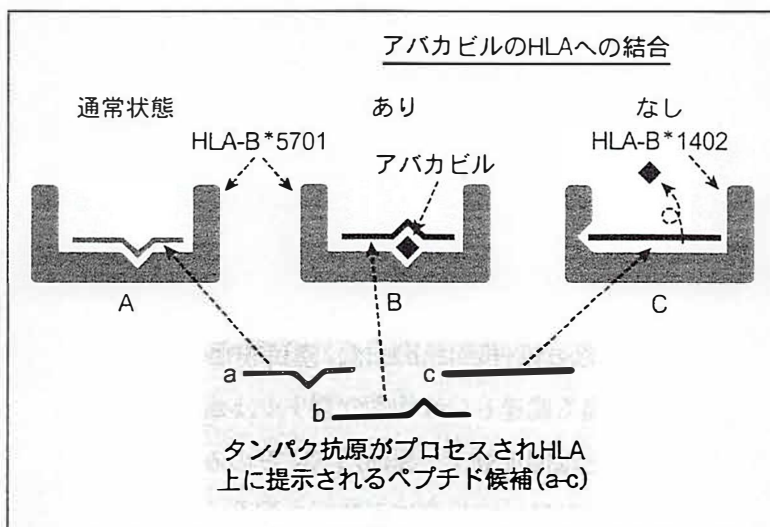 アバカビルのHLAへの結合
通常状態
あり
なし
HLA-B*5701
HLA-B*1402
アバカビル
A
B
C
a
c
b
タンパク抗原がプロセスされHLA
上に提示されるペプチド候補(a-c)